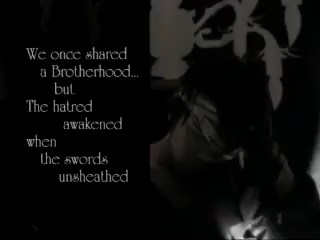 We once shared
a Brotherhood...
but
The hatred
awakened
when
the swords
unsheathed